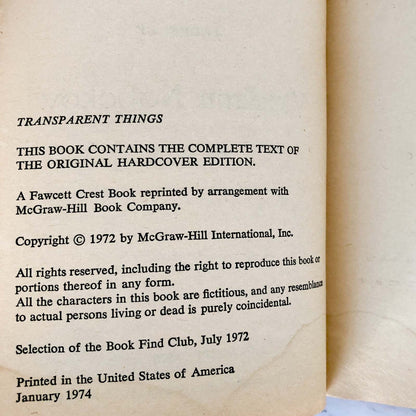 TRANSPARENT THINGS
THIS BOOK CONTAINS THE COMPLETE TEXT OF
THE ORIGINAL HARDCOVER EDITION.
A Fawcett Crest Book reprinted by arrangement with
McGraw-Hill Book Company.
Copyright © 1972 by McGraw-Hill International, Inc.
All rights reserved, including the right to reproduce this book or
portions thereof in any form.
All the characters in this book are fictitious, and any resemblance
to actual persons living or dead is purely coincidental.
Selection of the Book Find Club, July 1972
Printed in the United States of America
January 1974